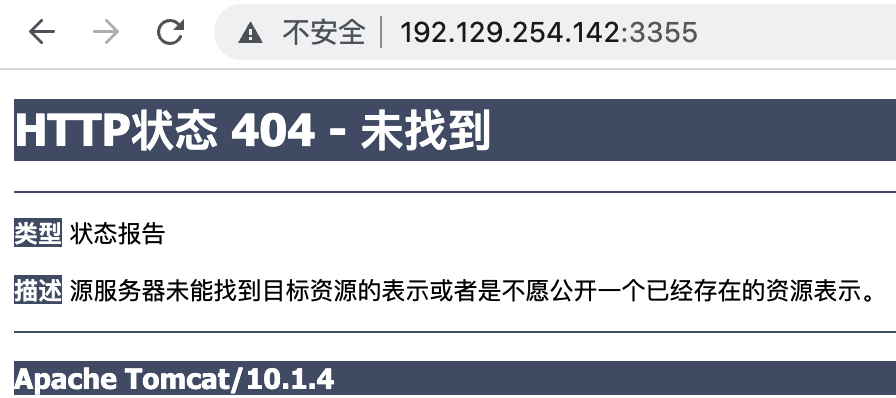 不安全 | 192.129.254.142:3355
HTTP状态 404 - 未找到
类型 状态报告
描述 源服务器未能找到目标资源的表示或者是不愿公开一个已经存在的资源表示。
Apache Tomcat/10.1.4